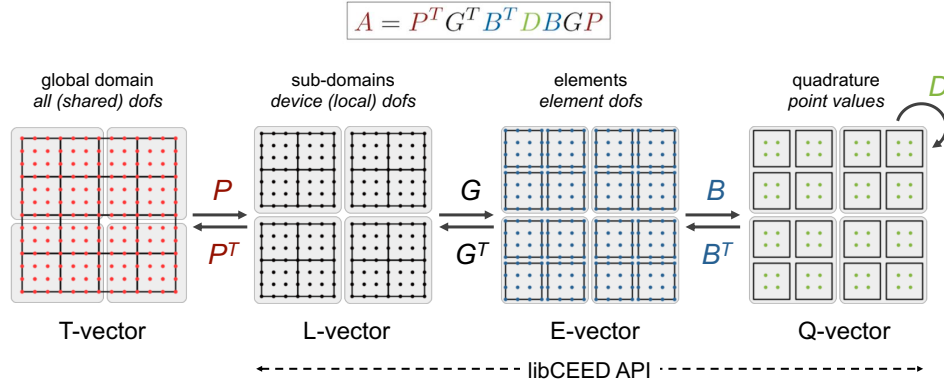 A = P^T G^T B^T D B G P
global domain
all (shared) dofs
sub-domains
device (local) dofs
elements
element dofs
quadrature
point values
D
P
P^T
G
G^T
B
B^T
T-vector
L-vector
E-vector
Q-vector
libCEED API